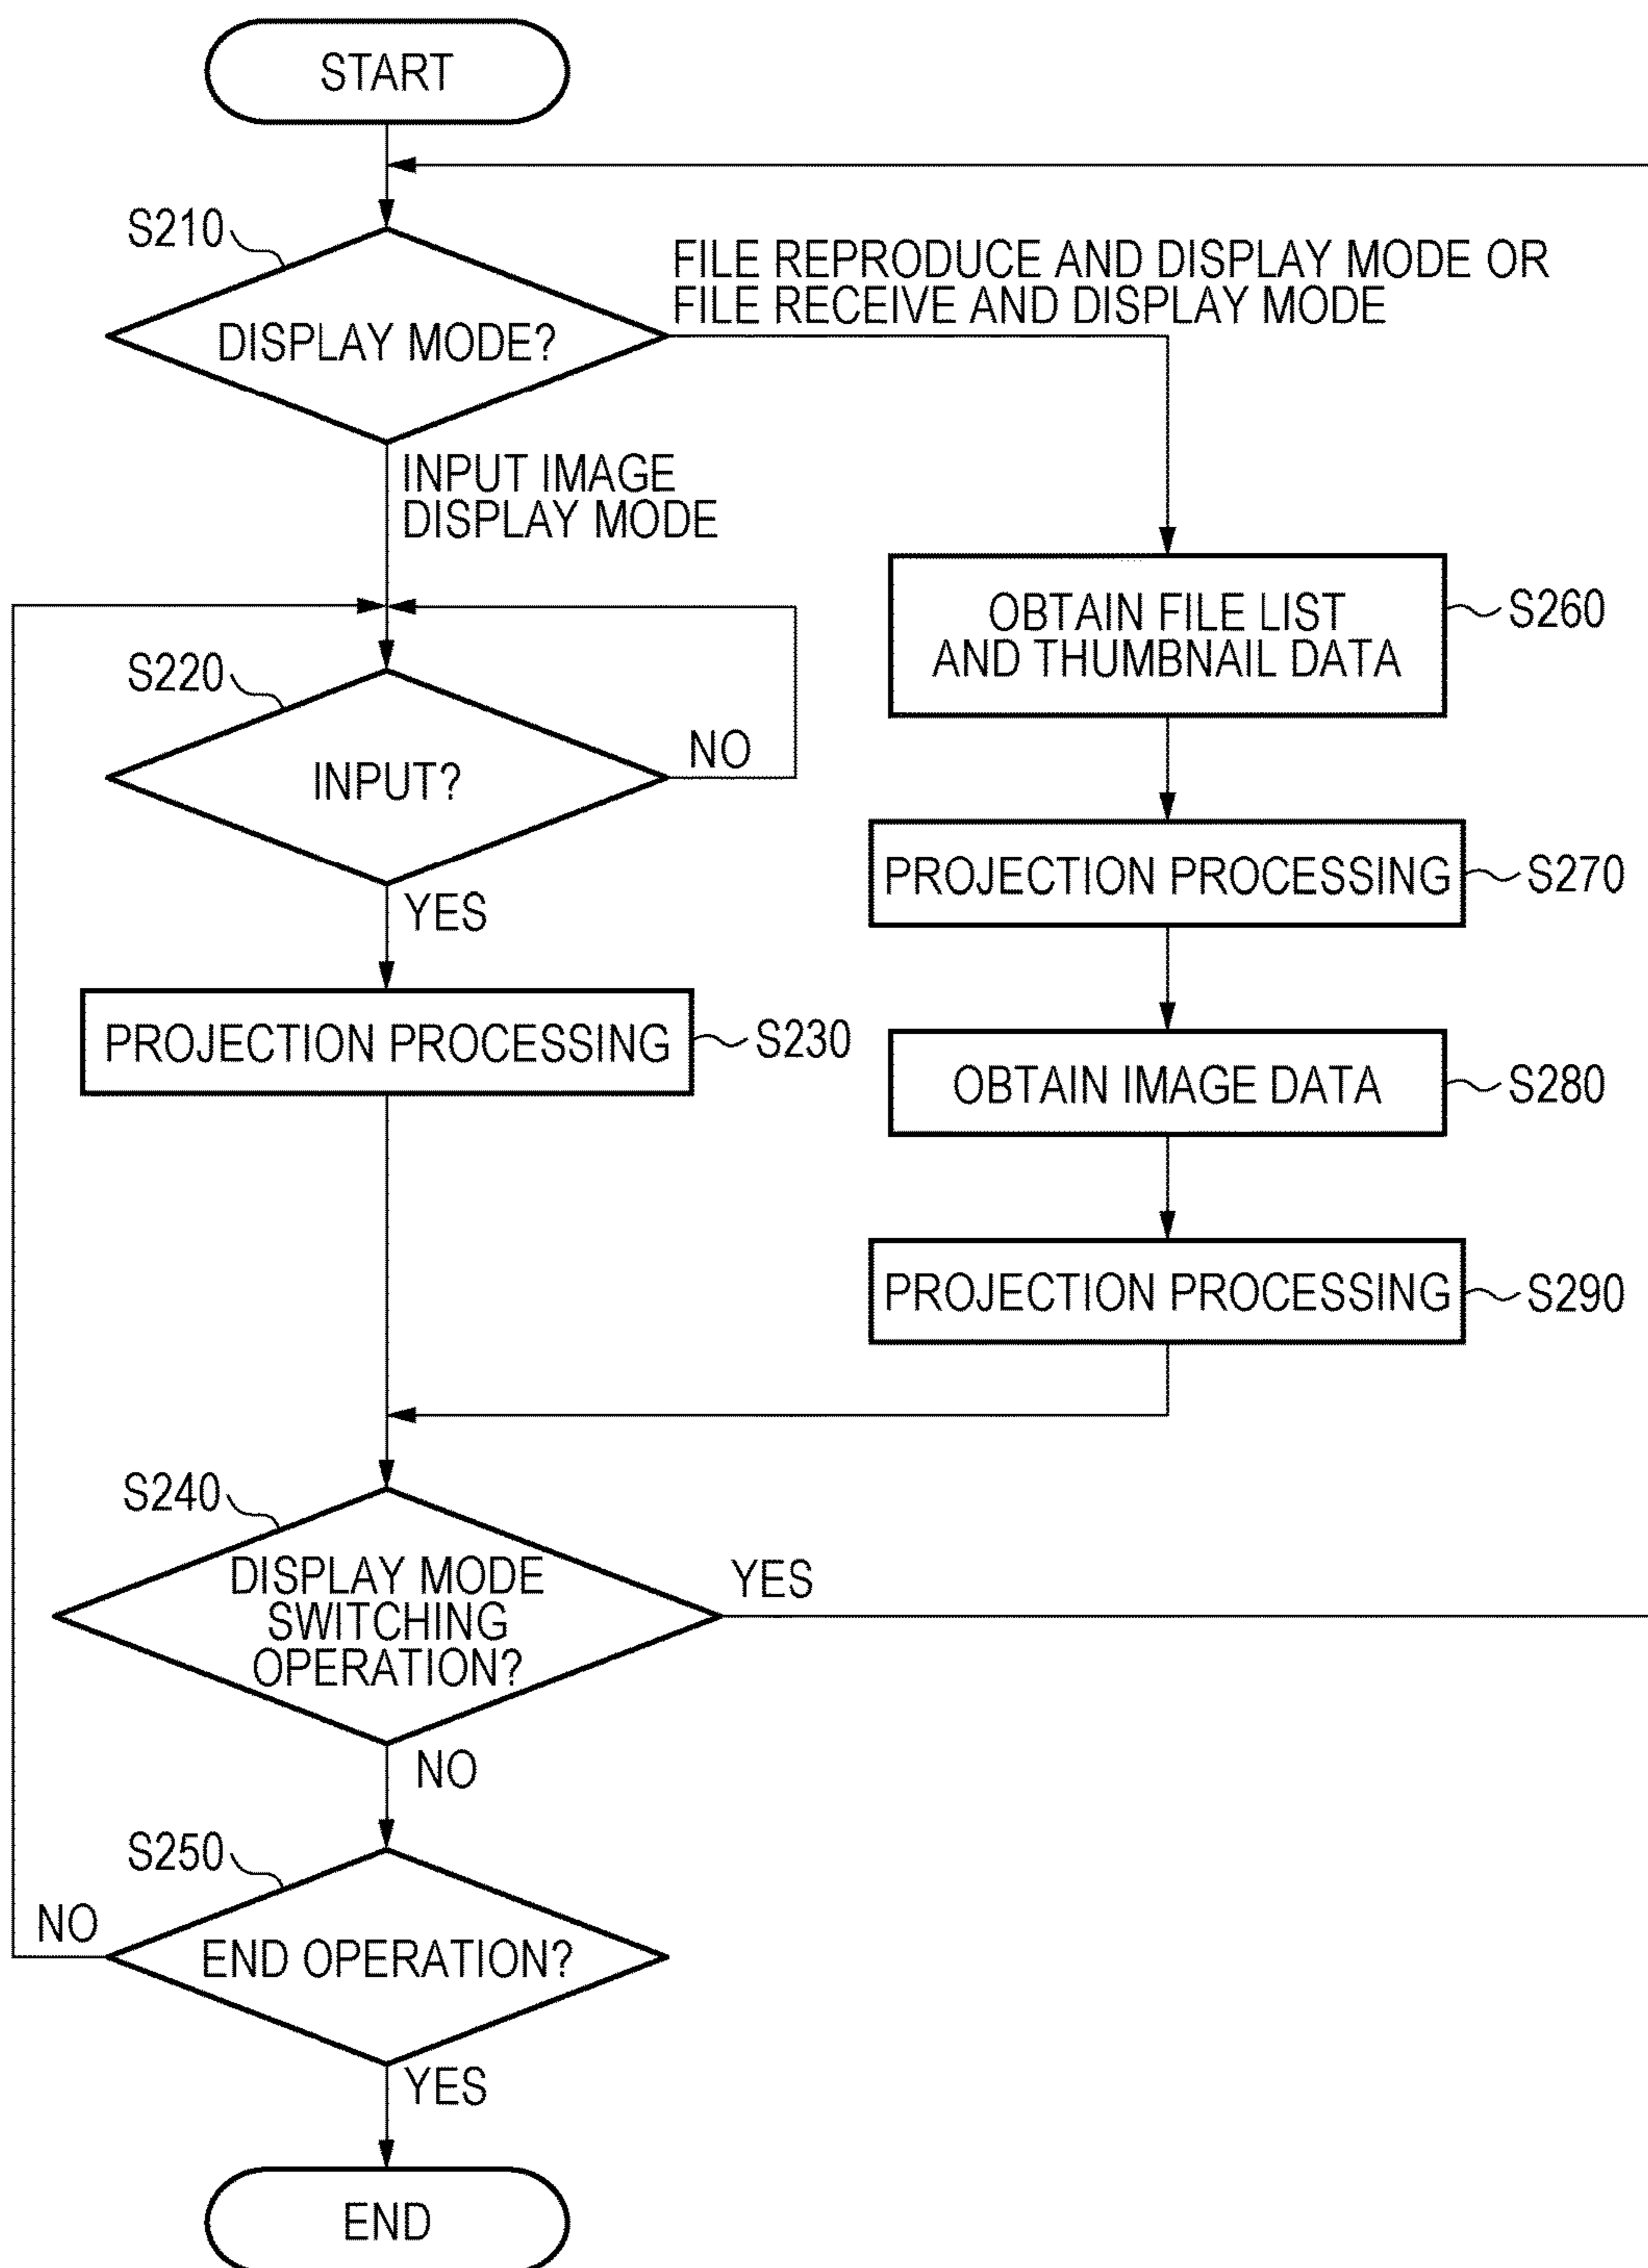 START
S210
DISPLAY MODE?
FILE REPRODUCE AND DISPLAY MODE OR
FILE RECEIVE AND DISPLAY MODE
INPUT IMAGE
DISPLAY MODE
S220
INPUT?
NO
YES
PROJECTION PROCESSING
S230
OBTAIN FILE LIST
AND THUMBNAIL DATA
S260
PROJECTION PROCESSING
S270
OBTAIN IMAGE DATA
S280
PROJECTION PROCESSING
S290
S240
DISPLAY MODE
SWITCHING
OPERATION?
YES
NO
S250
END OPERATION?
NO
YES
END